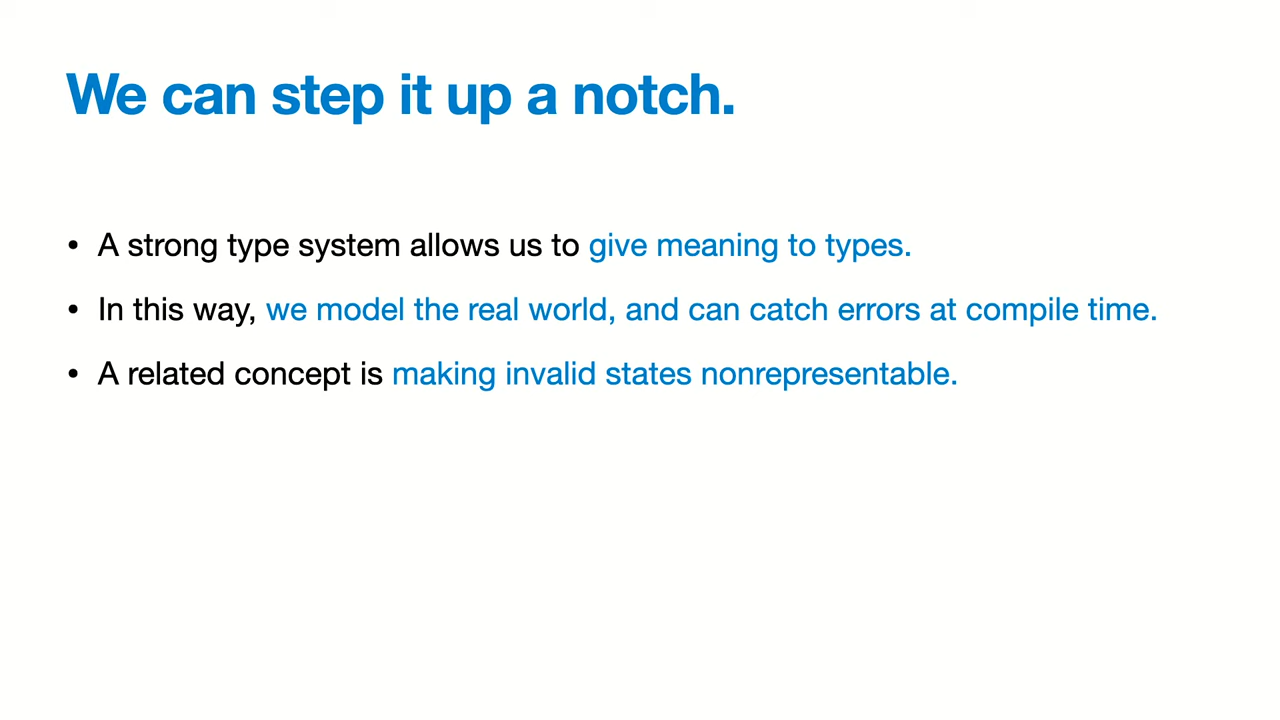 We can step it up a notch.
• A strong type system allows us to give meaning to types.
• In this way, we model the real world, and can catch errors at compile time.
• A related concept is making invalid states nonrepresentable.